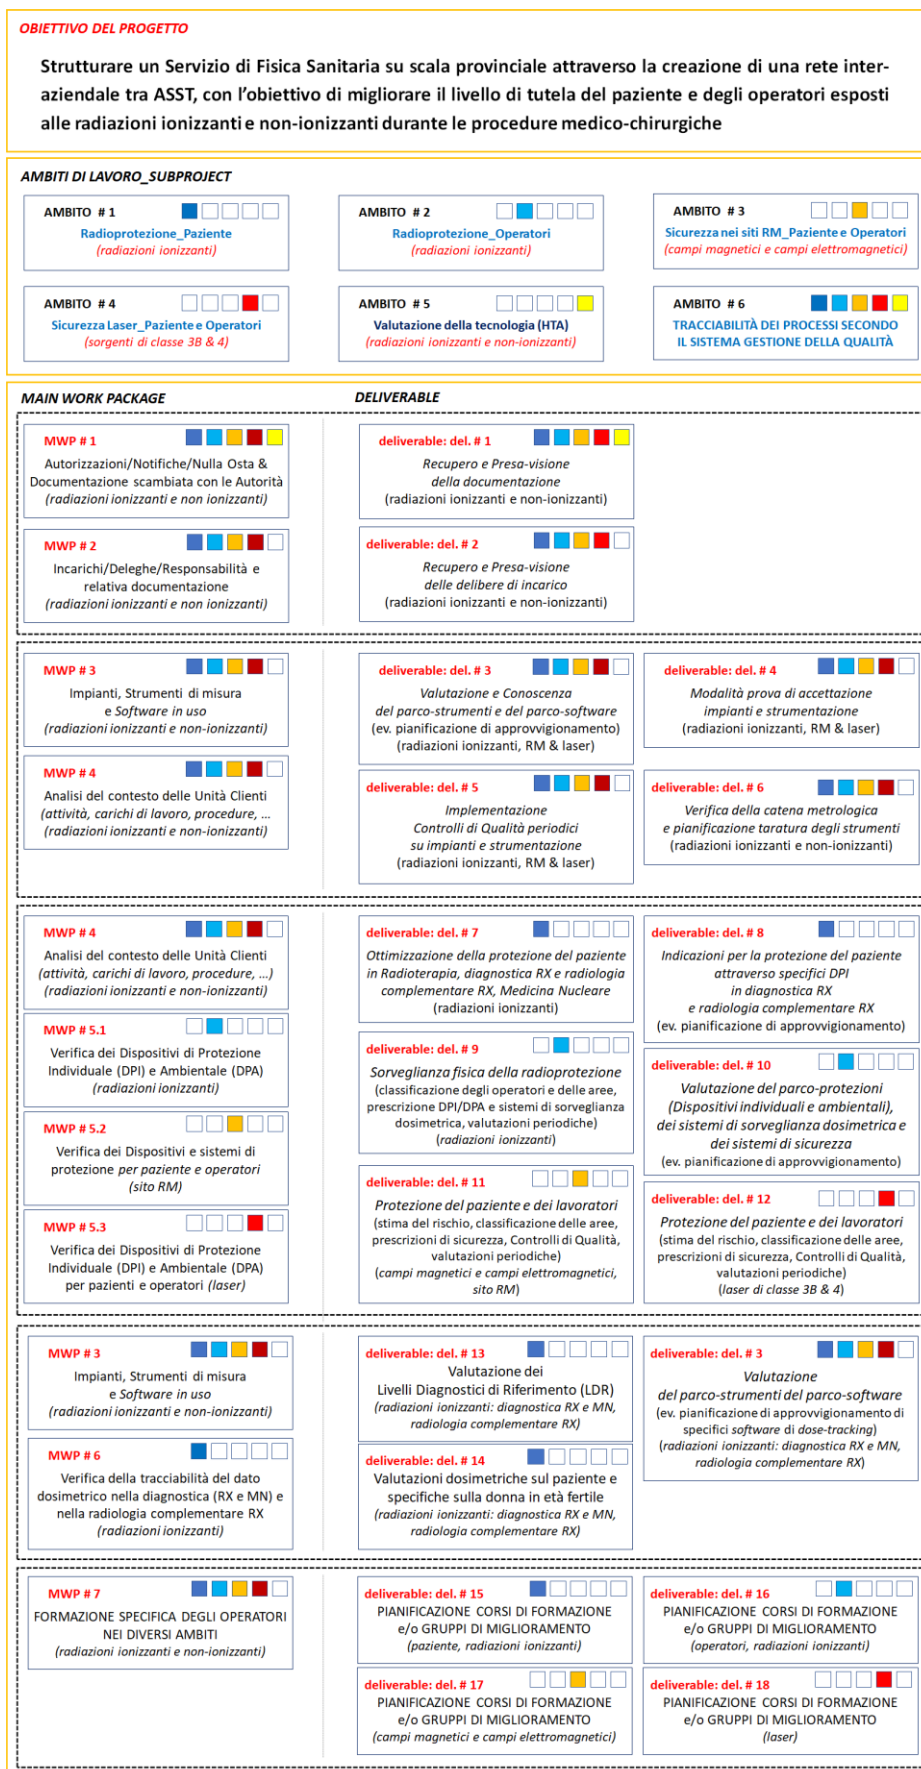 OBIETTIVO DEL PROGETTO
Strutturare un Servizio di Fisica Sanitaria su scala provinciale attraverso la creazione di una rete inter-
aziendale tra ASST, con l’obiettivo di migliorare il livello di tutela del paziente e degli operatori esposti
alle radiazioni ionizzanti e non-ionizzanti durante le procedure medico-chirurgiche
AMBITI DI LAVORO_SUBPROJECT
AMBITO # 1
Radioprotezione_Paziente
(radiazioni ionizzanti)
AMBITO # 2
Radioprotezione_Operatori
(radiazioni ionizzanti)
AMBITO # 3
Sicurezza nei siti RM_Paziente e Operatori
(campi magnetici e campi elettromagnetici)
AMBITO # 4
Sicurezza Laser_Paziente e Operatori
(sorgenti di classe 3B & 4)
AMBITO # 5
Valutazione della tecnologia (HTA)
(radiazioni ionizzanti e non-ionizzanti)
AMBITO # 6
TRACCIABILITÀ DEI PROCESSI SECONDO
IL SISTEMA GESTIONE DELLA QUALITÀ
MAIN WORK PACKAGE
DELIVERABLE
MWP # 1
Autorizzazioni/Notifiche/Nulla Osta &
Documentazione scambiata con le Autorità
(radiazioni ionizzanti e non ionizzanti)
deliverable: del. # 1
Recupero e Presa-visione
della documentazione
(radiazioni ionizzanti e non-ionizzanti)
MWP # 2
Incarichi/Deleghe/Responsabilità e
relativa documentazione
(radiazioni ionizzanti e non ionizzanti)
deliverable: del. # 2
Recupero e Presa-visione
delle delibere di incarico
(radiazioni ionizzanti e non-ionizzanti)
MWP # 3
Impianti, Strumenti di misura
e Software in uso
(radiazioni ionizzanti e non-ionizzanti)
deliverable: del. # 3
Valutazione e Conoscenza
del parco-strumenti e del parco-software
(ev. pianificazione di approvvigionamento)
(radiazioni ionizzanti, RM & laser)
deliverable: del. # 4
Modalità prova di accettazione
impianti e strumentazione
(radiazioni ionizzanti, RM & laser)
MWP # 4
Analisi del contesto delle Unità Clienti
(attività, carichi di lavoro, procedure, ...
(radiazioni ionizzanti e non-ionizzanti)
deliverable: del. # 5
Implementazione
Controlli di Qualità periodici
su impianti e strumentazione
(radiazioni ionizzanti, RM & laser)
deliverable: del. # 6
Verifica della catena metrologica
e pianificazione taratura degli strumenti
(radiazioni ionizzanti e non-ionizzanti)
MWP # 4
Analisi del contesto delle Unità Clienti
(attività, carichi di lavoro, procedure, ...)
(radiazioni ionizzanti e non-ionizzanti)
deliverable: del. # 7
Ottimizzazione della protezione del paziente
in Radioterapia, diagnostica RX e radiologia
complementare RX, Medicina Nucleare
(radiazioni ionizzanti)
deliverable: del. # 8
Indicazioni per la protezione del paziente
attraverso specifici DPI
in diagnostica RX
e radiologia complementare RX
(ev. pianificazione di approvvigionamento)
MWP # 5.1
Verifica dei Dispositivi di Protezione
Individuale (DPI) e Ambientale (DPA)
(radiazioni ionizzanti)
deliverable: del. # 9
Sorveglianza fisica della radioprotezione
(classificazione degli operatori e delle aree,
prescrizione DPI/DPA e sistemi di sorveglianza
dosimetrica, valutazioni periodiche)
(radiazioni ionizzanti)
deliverable: del. # 10
Valutazione del parco-protezioni
(Dispositivi individuali e ambientali),
dei sistemi di sorveglianza dosimetrica e
dei sistemi di sicurezza
(ev. pianificazione di approvvigionamento)
MWP # 5.2
Verifica dei Dispositivi e sistemi di
protezione per paziente e operatori
(sito RM)
deliverable: del. # 11
Protezione del paziente e dei lavoratori
(stima del rischio, classificazione delle aree,
prescrizioni di sicurezza, Controlli di Qualità,
valutazioni periodiche)
(campi magnetici e campi elettromagnetici,
sito RM)
deliverable: del. # 12
Protezione del paziente e dei lavoratori
(stima del rischio, classificazione delle aree,
prescrizioni di sicurezza, Controlli di Qualità,
valutazioni periodiche)
(laser di classe 3B & 4)
MWP # 5.3
Verifica dei Dispositivi di Protezione
Individuale (DPI) e Ambientale (DPA)
per pazienti e operatori (laser)
MWP # 3
Impianti, Strumenti di misura
e Software in uso
(radiazioni ionizzanti e non-ionizzanti)
deliverable: del. # 13
Valutazione dei
Livelli Diagnostici di Riferimento (LDR)
(radiazioni ionizzanti: diagnostica RX e MN,
radiologia complementare RX)
deliverable: del. # 3
Valutazione
del parco-strumenti del parco-software
(ev. pianificazione di approvvigionamento di
specifici software di dose-tracking)
(radiazioni ionizzanti: diagnostica RX e MN,
radiologia complementare RX)
MWP # 6
Verifica della tracciabilità del dato
dosimetrico nella diagnostica (RX e MN) e
nella radiologia complementare RX
(radiazioni ionizzanti)
deliverable: del. # 14
Valutazioni dosimetriche sul paziente e
specifiche sulla donna in età fertile
(radiazioni ionizzanti: diagnostica RX e MN,
radiologia complementare RX)
MWP # 7
FORMAZIONE SPECIFICA DEGLI OPERATORI
NEI DIVERSI AMBITI
(radiazioni ionizzanti e non-ionizzanti)
deliverable: del. # 15
PIANIFICAZIONE CORSI DI FORMAZIONE
e/o GRUPPI DI MIGLIORAMENTO
(paziente, radiazioni ionizzanti)
deliverable: del. # 16
PIANIFICAZIONE CORSI DI FORMAZIONE
e/o GRUPPI DI MIGLIORAMENTO
(operatori, radiazioni ionizzanti)
deliverable: del. # 17
PIANIFICAZIONE CORSI DI FORMAZIONE
e/o GRUPPI DI MIGLIORAMENTO
(campi magnetici e campi elettromagnetici)
deliverable: del. # 18
PIANIFICAZIONE CORSI DI FORMAZIONE
e/o GRUPPI DI MIGLIORAMENTO
(laser)